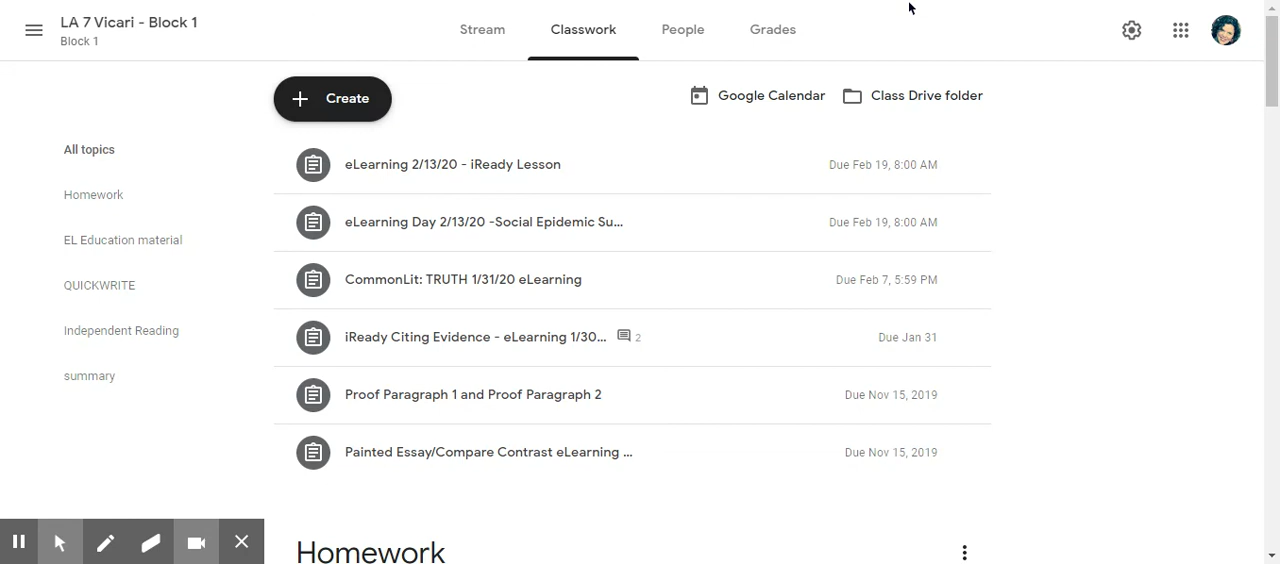 LA 7 Vicari - Block 1
Block 1
Stream
Classwork
People
Grades
Create
Google Calendar
Class Drive folder
All topics
Homework
EL Education material
QUICKWRITE
Independent Reading
summary
eLearning 2/13/20 - iReady Lesson
Due Feb 19, 8:00 AM
eLearning Day 2/13/20 -Social Epidemic Su...
Due Feb 19, 8:00 AM
CommonLit: TRUTH 1/31/20 eLearning
Due Feb 7, 5:59 PM
iReady Citing Evidence - eLearning 1/30...
2
Due Jan 31
Proof Paragraph 1 and Proof Paragraph 2
Due Nov 15, 2019
Painted Essay/Compare Contrast eLearning ...
Due Nov 15, 2019
Homework